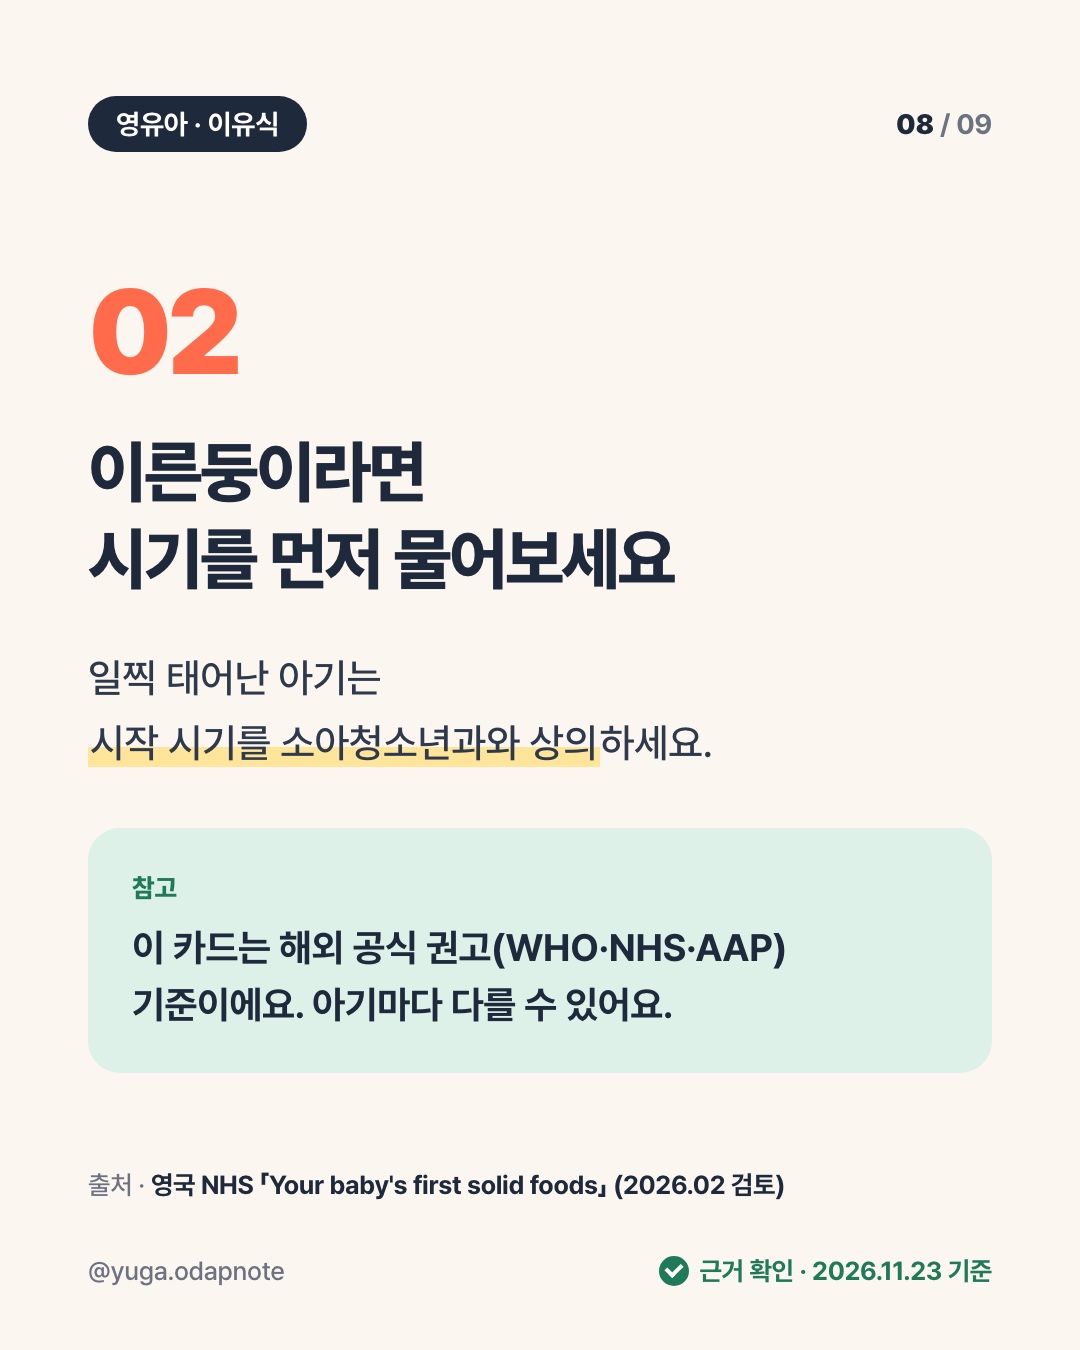 영유아 · 이유식
08 / 09
02
이른둥이라면
시기를 먼저 물어보세요
일찍 태어난 아기는
시작 시기를 소아청소년과와 상의하세요.
참고
이 카드는 해외 공식 권고(WHO·NHS·AAP)
기준이에요. 아기마다 다를 수 있어요.
출처 · 영국 NHS「Your baby's first solid foods」(2026.02 검토)
@yuga.odapnote
근거 확인 · 2026.11.23 기준